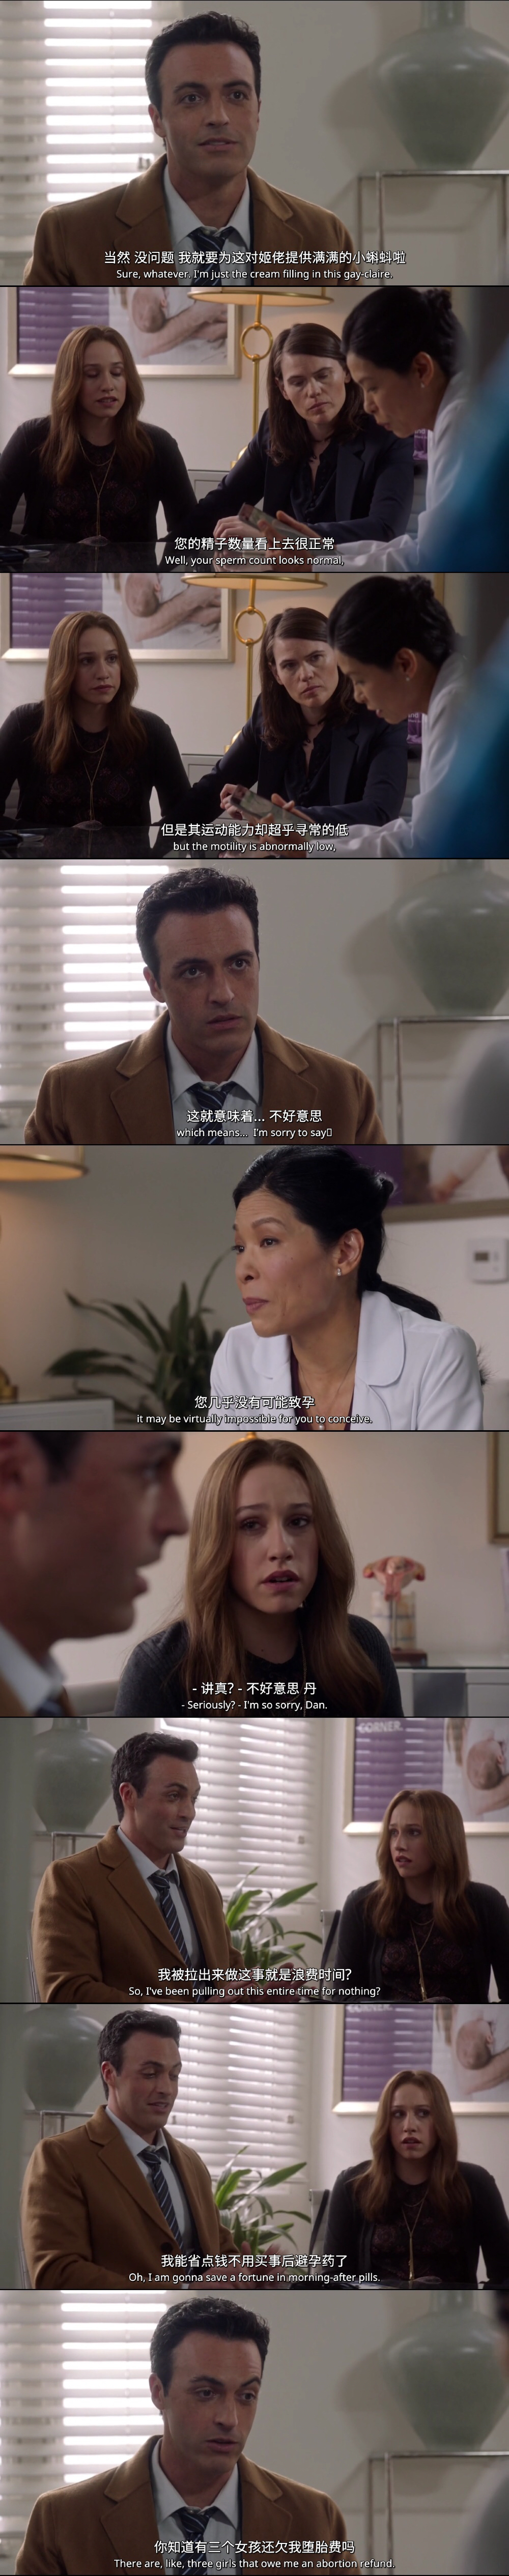 当然 没问题 我就要为这对姬佬提供满满的小蝌蚪啦
Sure, whatever. I'm just the cream filling in this gay-claire.
您的精子数量看上去很正常
Well, your sperm count looks normal,
但是其运动能力却超乎寻常的低
but the motility is abnormally low,
这就意味着... 不好意思
which means... I'm sorry to say▯
您几乎没有可能致孕
it may be virtually impossible for you to conceive.
- 讲真? - 不好意思 丹
- Seriously? - I'm so sorry, Dan.
CORNER.
我被拉出来做这事就是浪费时间?
So, I've been pulling out this entire time for nothing?
我能省点钱不用买事后避孕药了
Oh, I am gonna save a fortune in morning-after pills.
你知道有三个女孩还欠我堕胎费吗
There are, like, three girls that owe me an abortion refund.